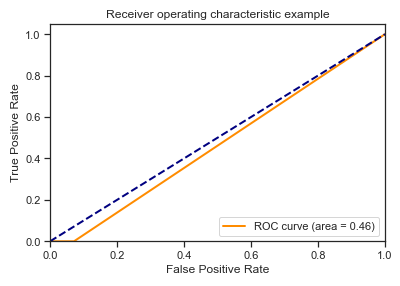 Receiver operating characteristic example
True Positive Rate
1.0
0.8
0.6
0.4
0.2
0.0
ROC curve (area = 0.46)
0.0 0.2 0.4 0.6 0.8 1.0
False Positive Rate